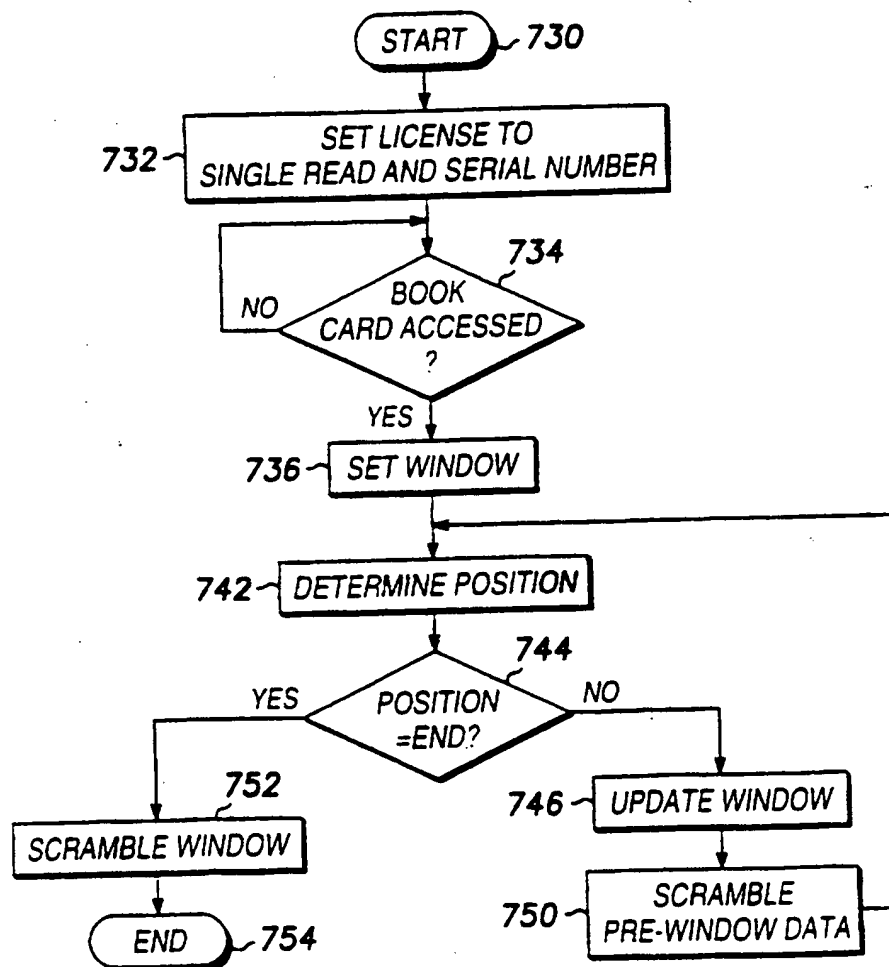 START
730
732
SET LICENSE TO
SINGLE READ AND SERIAL NUMBER
734
NO
BOOK
CARD ACCESSED
?
YES
736
SET WINDOW
742
DETERMINE POSITION
744
YES
POSITION
=END?
NO
752
SCRAMBLE WINDOW
746
UPDATE WINDOW
750
SCRAMBLE
PRE-WINDOW DATA
END
754